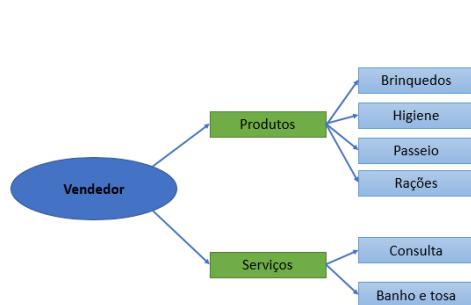 Vendedor
Produtos
Brinquedos
Higiene
Passeio
Rações
Serviços
Consulta
Banho e tosa